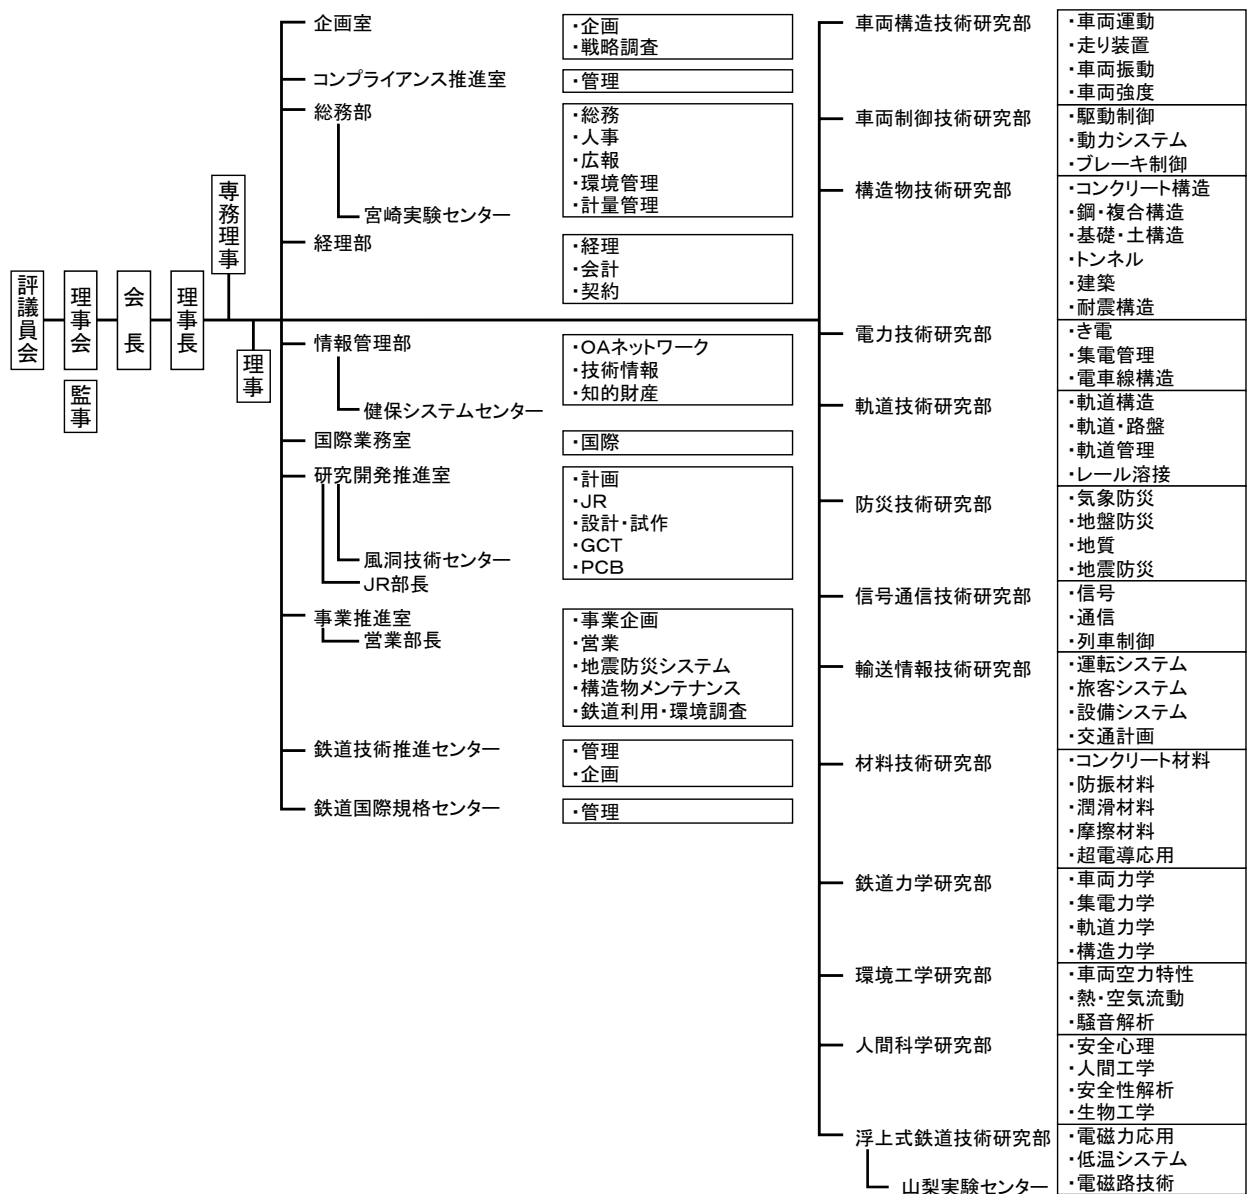 評議員会
理事会
監事
会長
理事長
専務理事
理事
企画室
・企画
・戦略調査
コンプライアンス推進室
・管理
総務部
・総務
・人事
・広報
・環境管理
・計量管理
宮崎実験センター
経理部
・経理
・会計
・契約
情報管理部
・OAネットワーク
・技術情報
・知的財産
健保システムセンター
国際業務室
・国際
研究開発推進室
・計画
・JR
・設計・試作
・GCT
・PCB
風洞技術センター
JR部長
事業推進室
営業部長
・事業企画
・営業
・地震防災システム
・構造物メンテナンス
・鉄道利用・環境調査
鉄道技術推進センター
・管理
・企画
鉄道国際規格センター
・管理
車両構造技術研究部
・車両運動
・走り装置
・車両振動
・車両強度
車両制御技術研究部
・駆動制御
・動力システム
・ブレーキ制御
構造物技術研究部
・コンクリート構造
・鋼・複合構造
・基礎・土構造
・トンネル
・建築
・耐震構造
電力技術研究部
・き電
・集電管理
・電車線構造
軌道技術研究部
・軌道構造
・軌道・路盤
・軌道管理
・レール溶接
防災技術研究部
・気象防災
・地盤防災
・地質
・地震防災
信号通信技術研究部
・信号
・通信
・列車制御
輸送情報技術研究部
・運転システム
・旅客システム
・設備システム
・交通計画
材料技術研究部
・コンクリート材料
・防振材料
・潤滑材料
・摩擦材料
・超電導応用
鉄道力学研究部
・車両力学
・集電力学
・軌道力学
・構造力学
環境工学研究部
・車両空力特性
・熱・空気流動
・騒音解析
人間科学研究部
・安全心理
・人間工学
・安全性解析
・生物工学
浮上式鉄道技術研究部
・電磁力応用
・低温システム
・電磁路技術
山梨実験センター